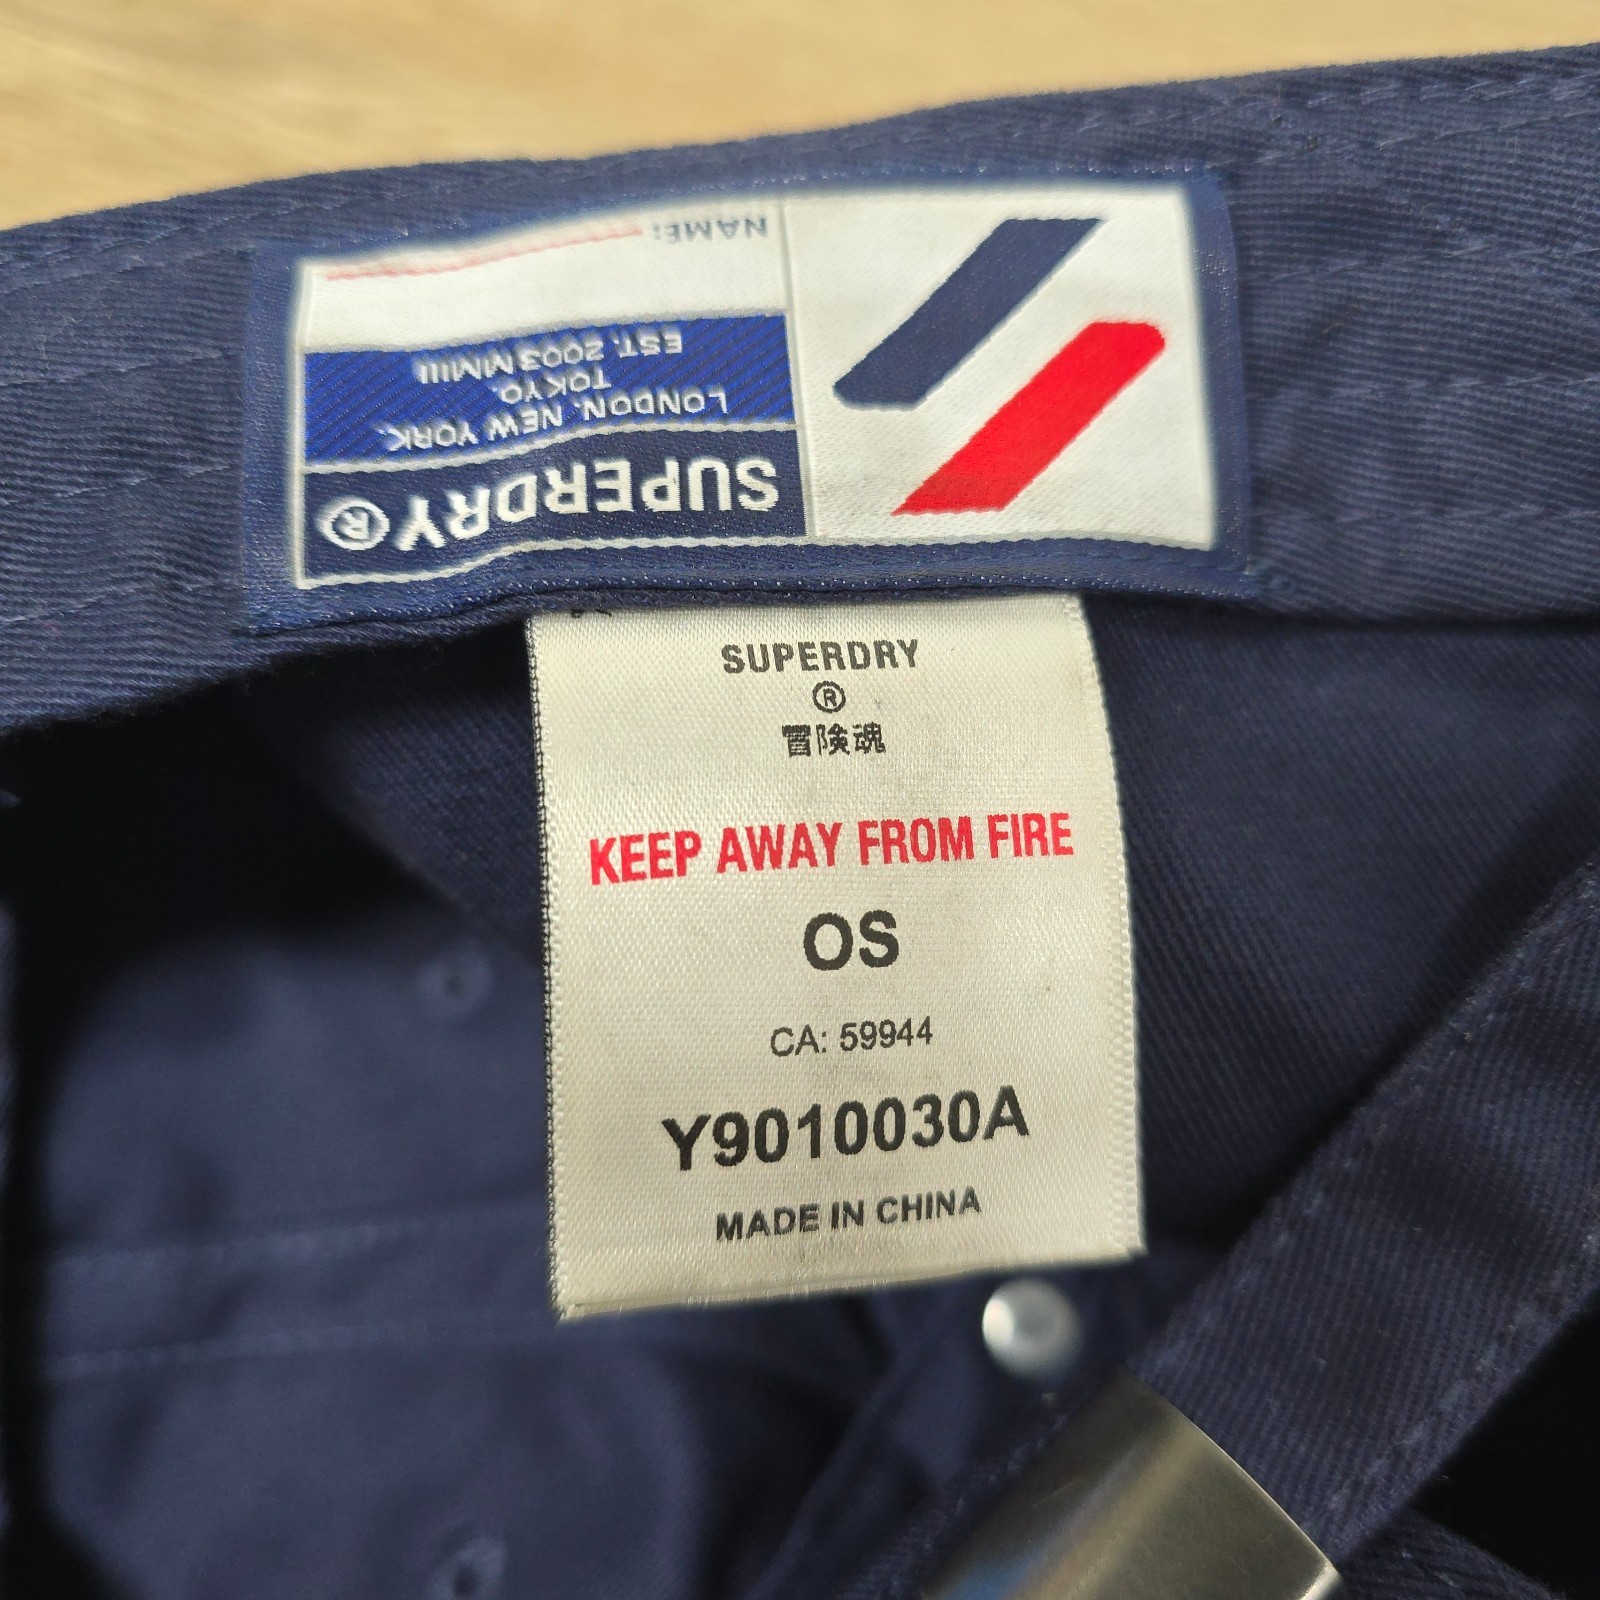 NAME:
EST. 2003 MMIII
TOKYO.
LONDON. NEW YORK.
SUPERDRY®
SUPERDRY
®
冒険魂
KEEP AWAY FROM FIRE
OS
CA: 59944
Y9010030A
MADE IN CHINA